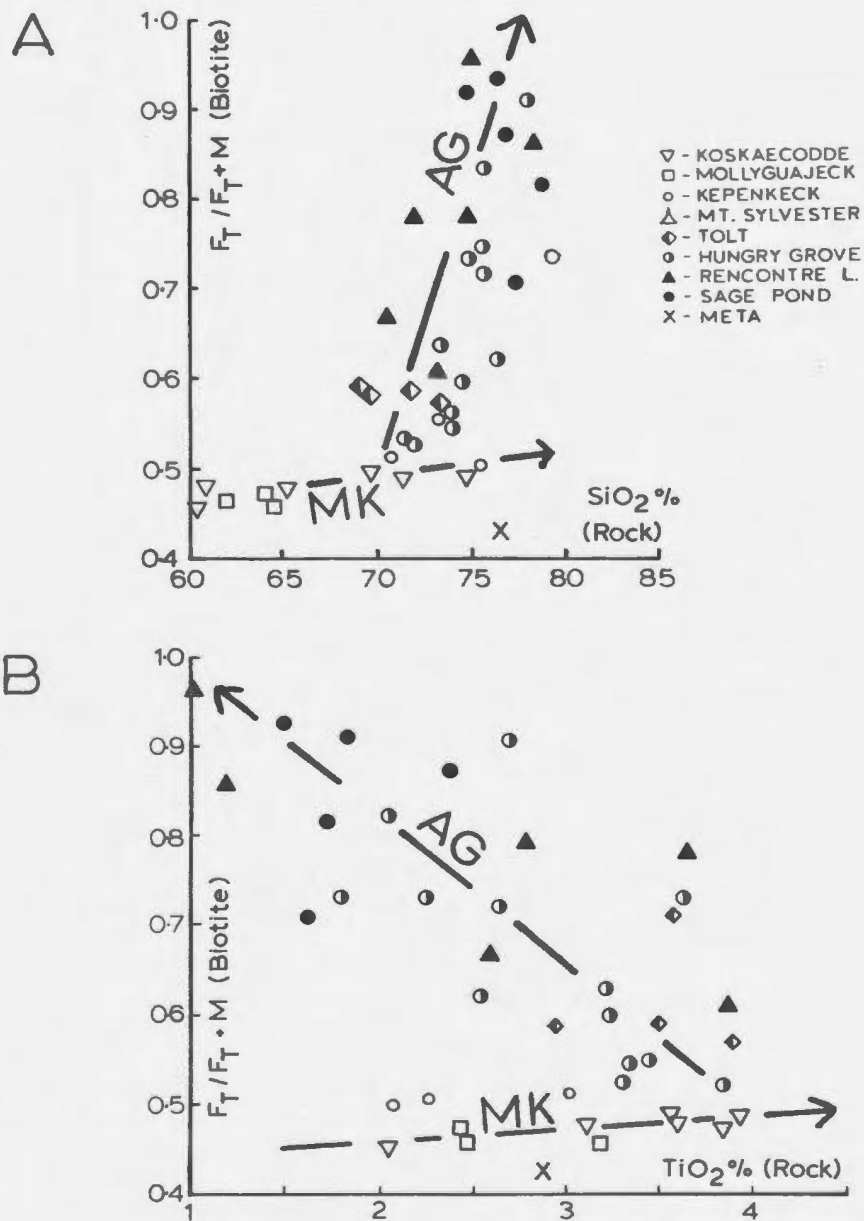 A
F_T / F_T + M (Biotite)
1·0
0·9
0·8
0·7
0·6
0·5
0·4
AG
MK
SiO2 %
(Rock)
60 65 70 75 80 85
▽ - KOSKAECODDE
□ - MOLLYGUAJECK
○ - KEPENKECK
△ - MT. SYLVESTER
◇ - TOLT
◑ - HUNGRY GROVE
▲ - RENCONTRE L.
● - SAGE POND
X - META
B
F_T / F_T + M (Biotite)
1·0
0·9
0·8
0·7
0·6
0·5
0·4
AG
MK
TiO2 % (Rock)
1 2 3 4